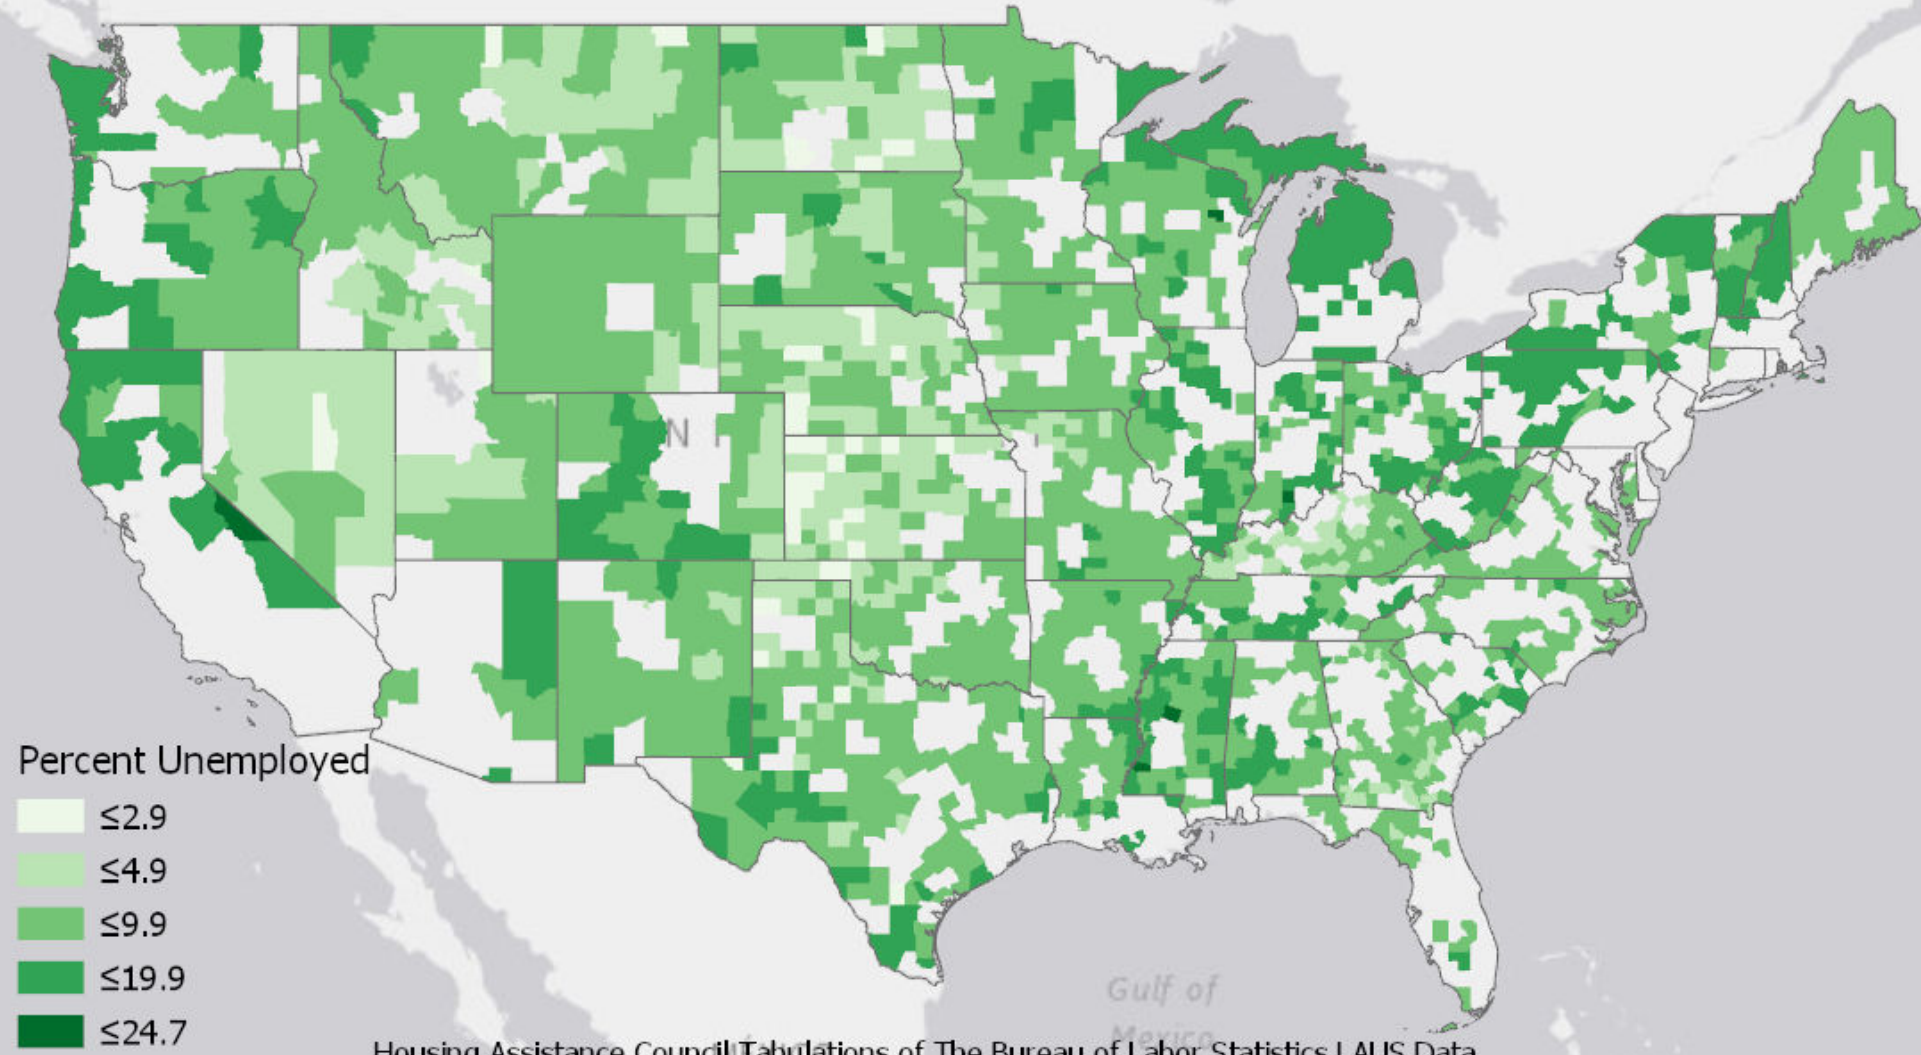 N I
Percent Unemployed
≤2.9
≤4.9
≤9.9
≤19.9
≤24.7
Gulf of
Mexico
Housing Assistance Council Tabulations of The Bureau of Labor Statistics LAUS Data